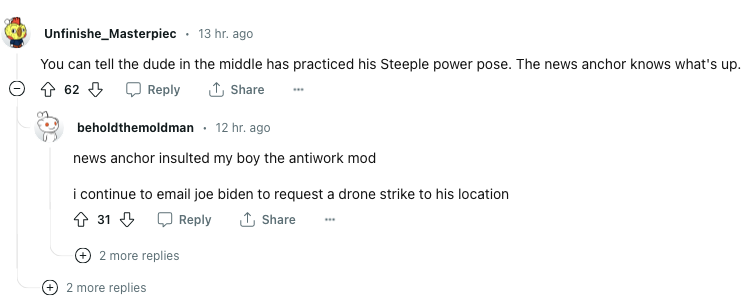 Unfinishe_Masterpiec • 13 hr. ago
You can tell the dude in the middle has practiced his Steeple power pose. The news anchor knows what's up.
62 Reply Share ...
beholdthemoldman • 12 hr. ago
news anchor insulted my boy the antiwork mod
i continue to email joe biden to request a drone strike to his location
31 Reply Share ...
2 more replies
2 more replies